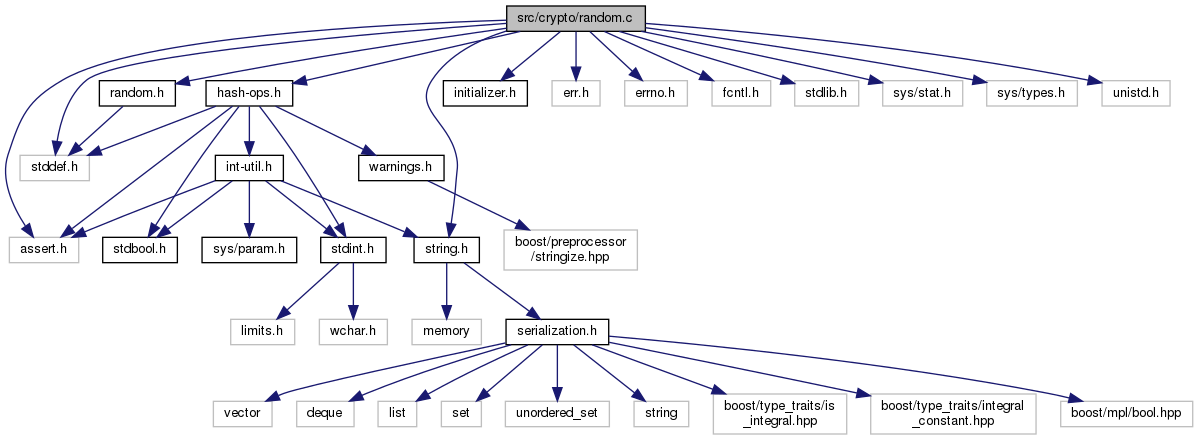 src/crypto/random.c
random.h
hash-ops.h
initializer.h
err.h
errno.h
fcntl.h
stdlib.h
sys/stat.h
sys/types.h
unistd.h
stddef.h
int-util.h
warnings.h
assert.h
stdbool.h
sys/param.h
stdint.h
string.h
boost/preprocessor
/stringize.hpp
limits.h
wchar.h
memory
serialization.h
vector
deque
list
set
unordered_set
string
boost/type_traits/is
_integral.hpp
boost/type_traits/integral
_constant.hpp
boost/mpl/bool.hpp